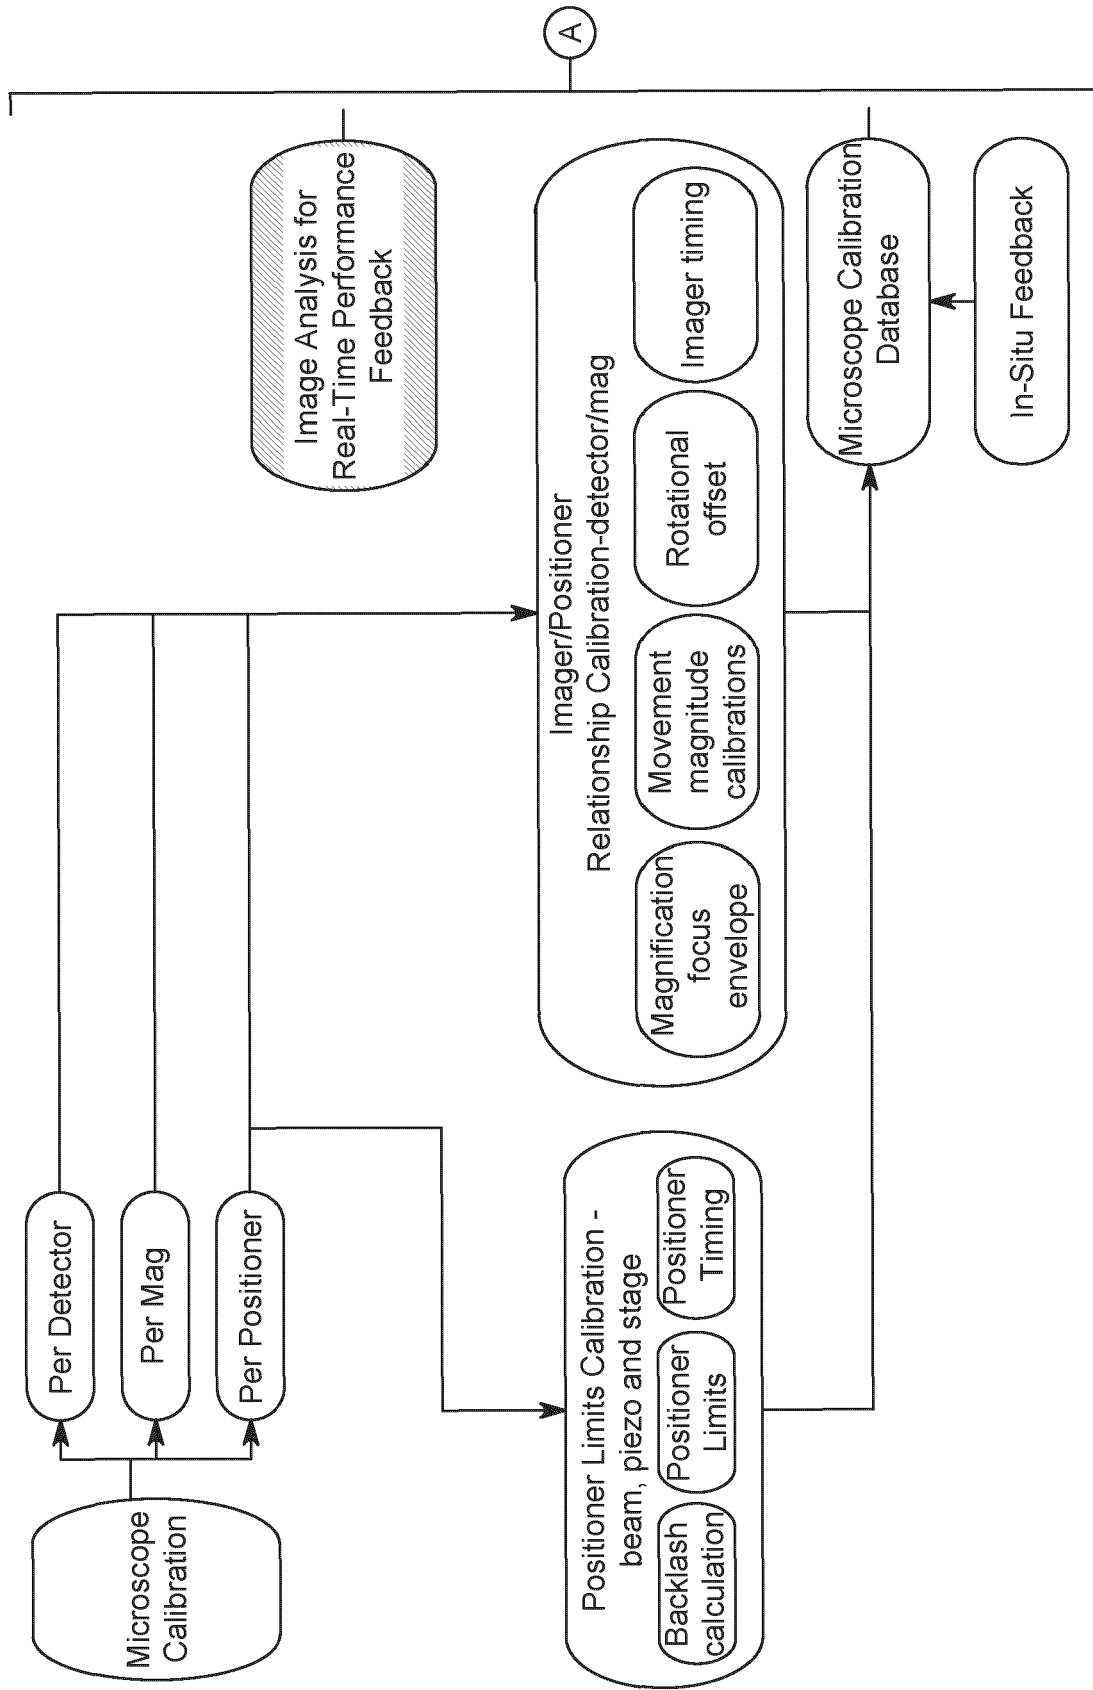 Microscope
Calibration
Per Detector
Per Mag
Per Positioner
Image Analysis for
Real-Time Performance
Feedback
A
Positioner Limits Calibration -
beam, piezo and stage
Backlash
calculation
Positioner
Limits
Positioner
Timing
Imager/Positioner
Relationship Calibration-detector/mag
Magnification
focus
envelope
Movement
magnitude
calibrations
Rotational
offset
Imager timing
Microscope Calibration
Database
In-Situ Feedback